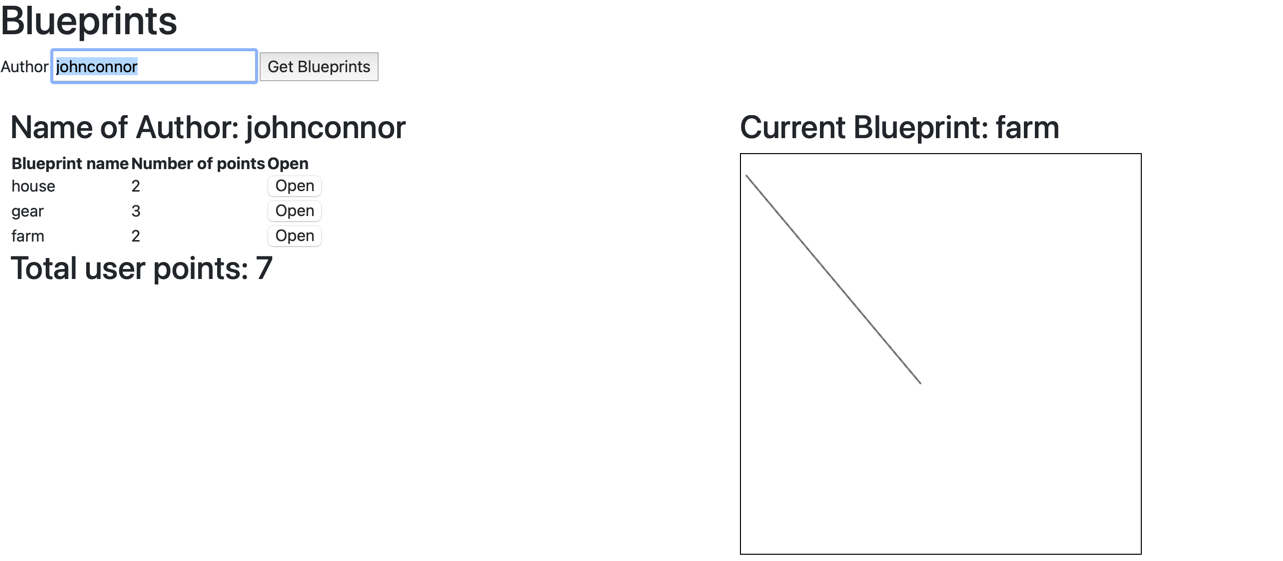 Blueprints
Author johnconnor Get Blueprints
Name of Author: johnconnor
Blueprint name Number of points Open
house 2 Open
gear 3 Open
farm 2 Open
Total user points: 7
Current Blueprint: farm